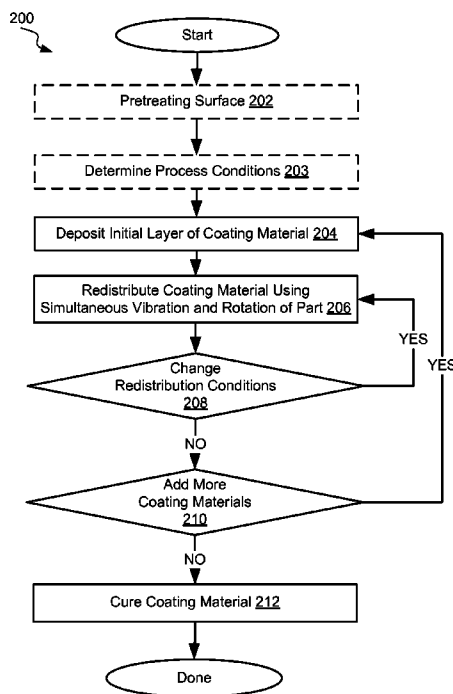 200
Start
Pretreating Surface 202
Determine Process Conditions 203
Deposit Initial Layer of Coating Material 204
Redistribute Coating Material Using
Simultaneous Vibration and Rotation of Part 206
YES
YES
Change
Redistribution Conditions
208
NO
Add More
Coating Materials
210
NO
Cure Coating Material 212
Done